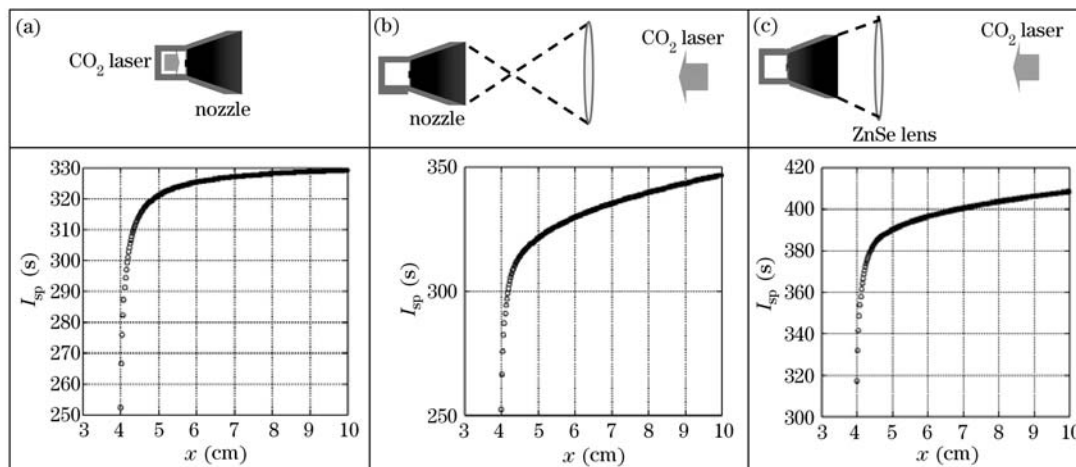 (a)
CO2 laser
nozzle
(b)
CO2 laser
nozzle
(c)
CO2 laser
ZnSe lens
330
320
310
300
290
280
270
260
250
Isp (s)
3 4 5 6 7 8 9 10
x (cm)
350
300
250
Isp (s)
3 4 5 6 7 8 9 10
x (cm)
420
400
380
360
340
320
300
Isp (s)
3 4 5 6 7 8 9 10
x (cm)